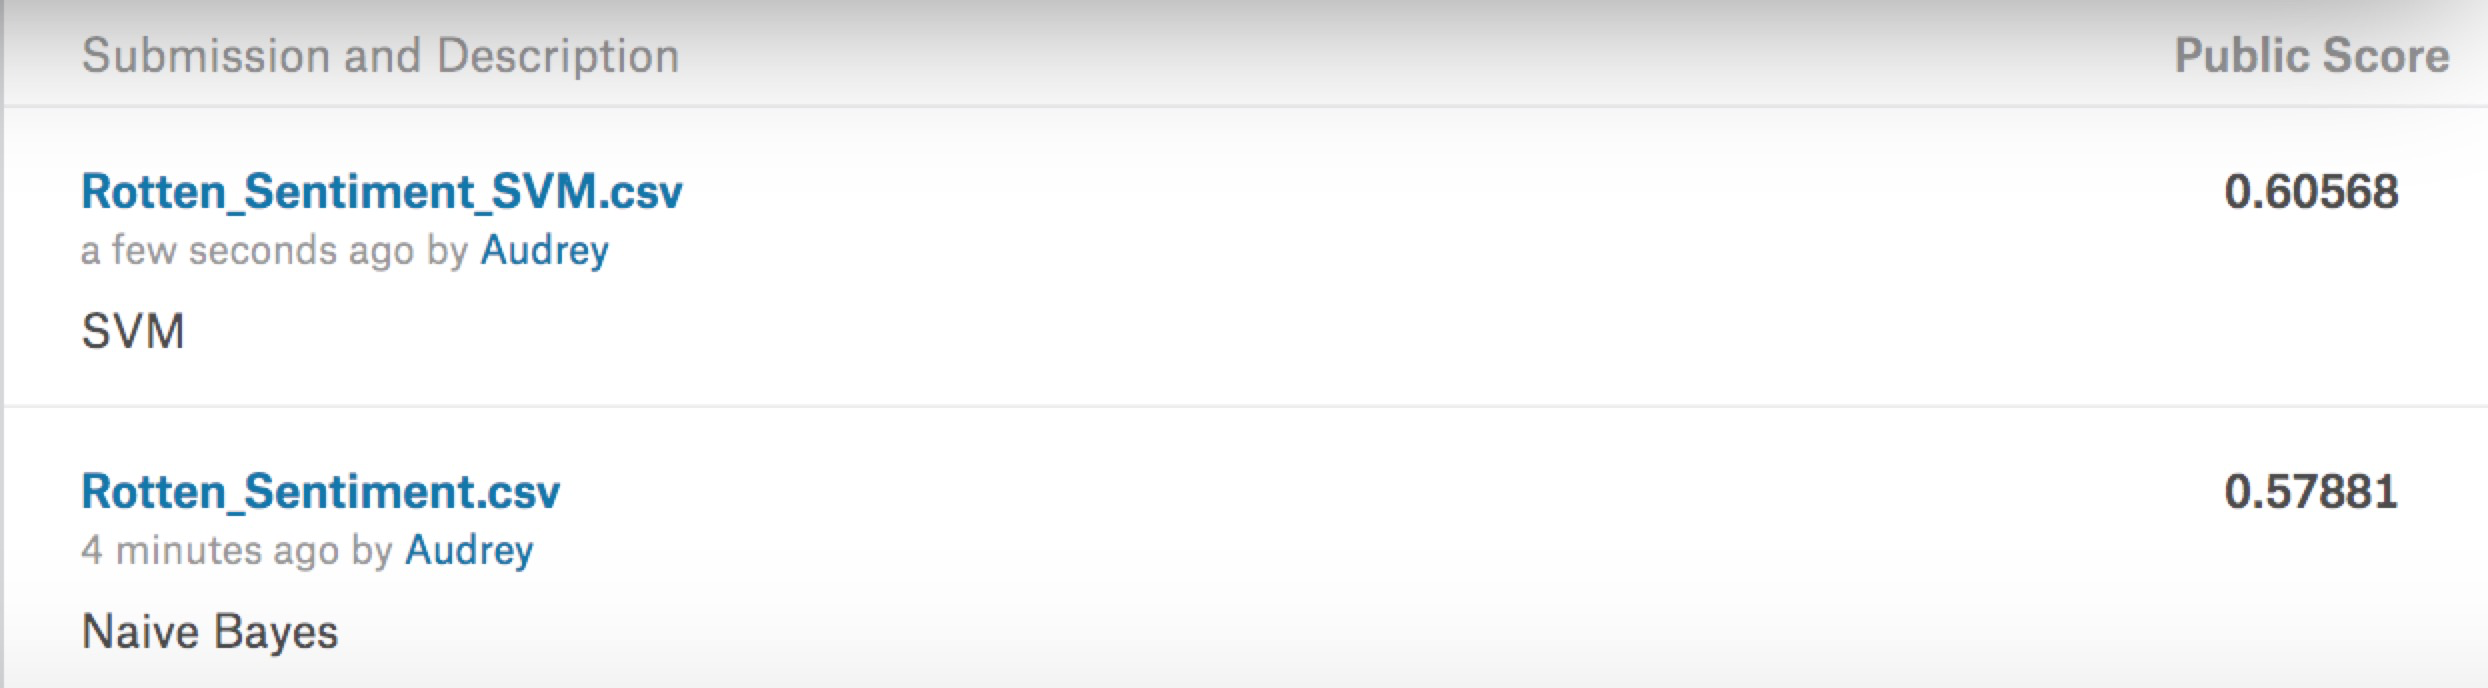 Submission and Description Public Score
Rotten_Sentiment_SVM.csv 0.60568
a few seconds ago by Audrey
SVM
Rotten_Sentiment.csv 0.57881
4 minutes ago by Audrey
Naive Bayes